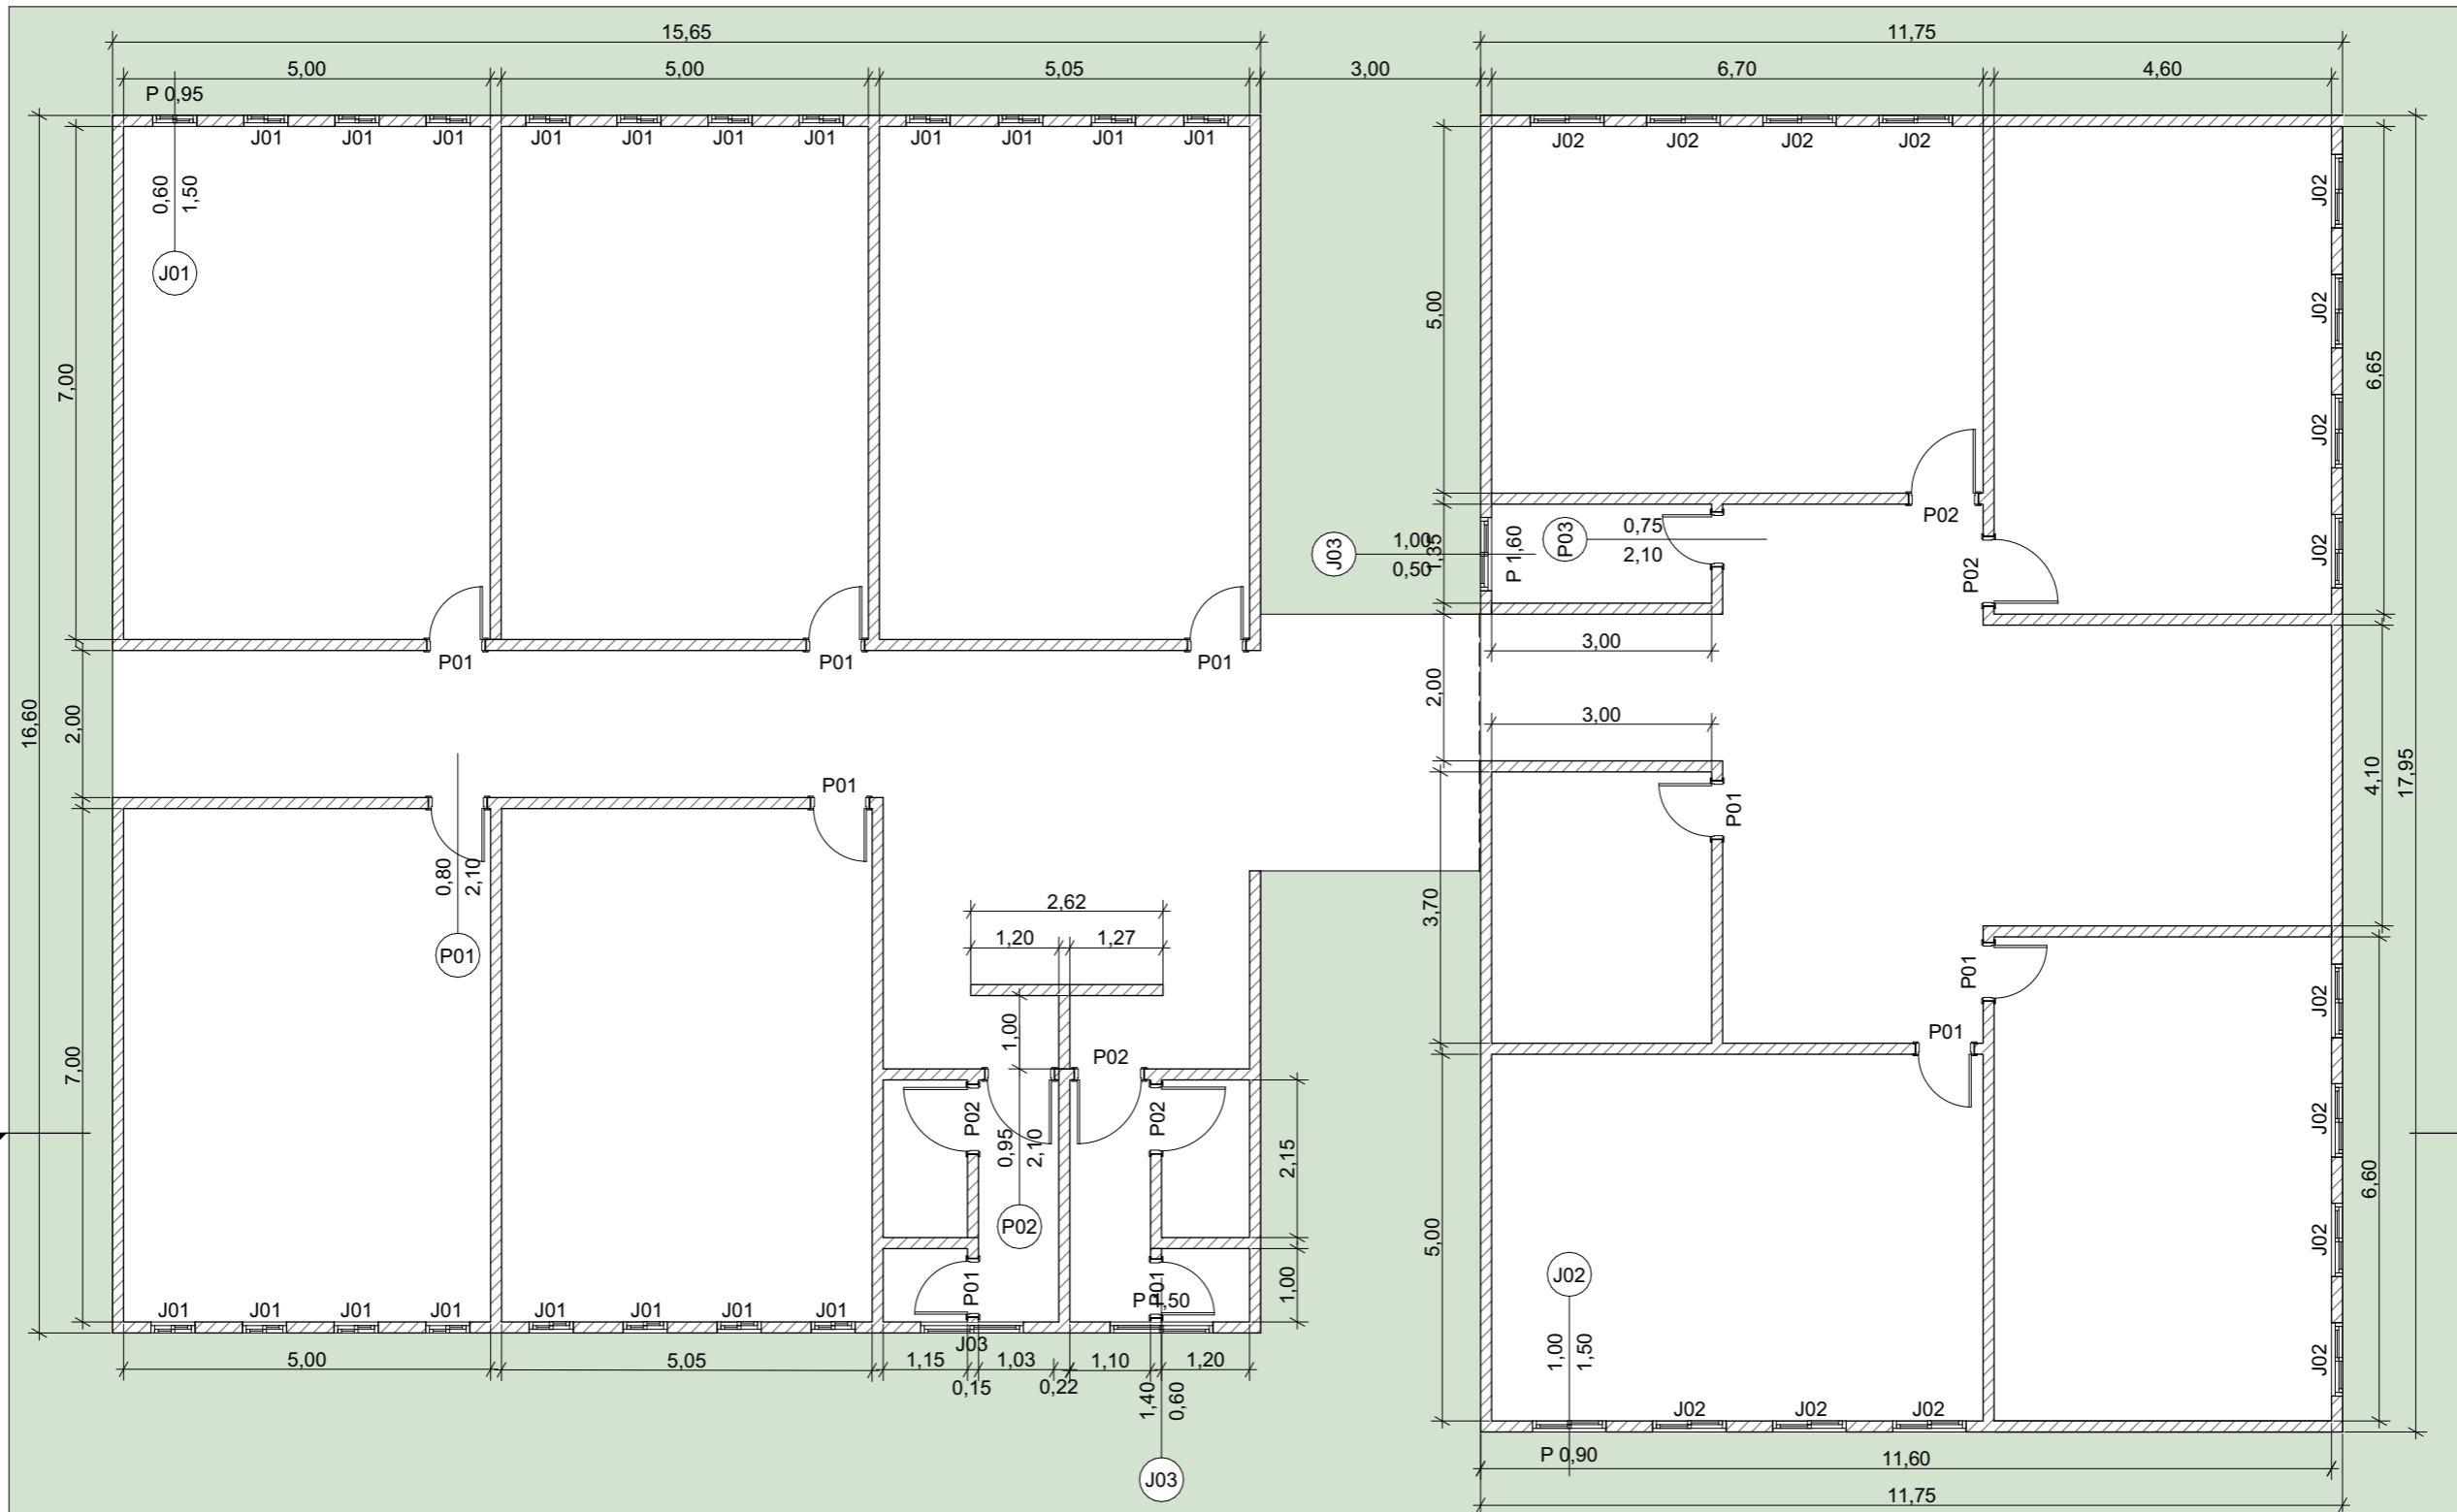 15,65
11,75
5,00
5,00
5,05
3,00
6,70
4,60
P 0,95
J01
J01
J01
J01
J01
J01
J01
J01
J01
J01
J01
J02
J02
J02
J02
0,60
1,50
J02
J01
J02
5,00
7,00
6,65
J02
P02
0,75
P03
2,10
J03
1,00
0,50
1,35
P 1,60
J02
P02
3,00
P01
P01
P01
2,00
16,60
2,00
3,00
17,95
4,10
P01
P01
0,80
2,10
2,62
3,70
1,20
1,27
P01
P01
J02
1,00
P02
P01
P02
0,95
2,10
P02
J02
2,15
7,00
6,60
P02
5,00
J02
P01
P01
1,00
J02
P 1,50
J01
J01
J01
J01
J01
J01
J01
J01
J03
1,00
1,50
J02
5,00
5,05
1,15
1,03
1,10
1,20
0,15
0,22
1,40
0,60
J02
J02
J02
P 0,90
11,60
J03
11,75